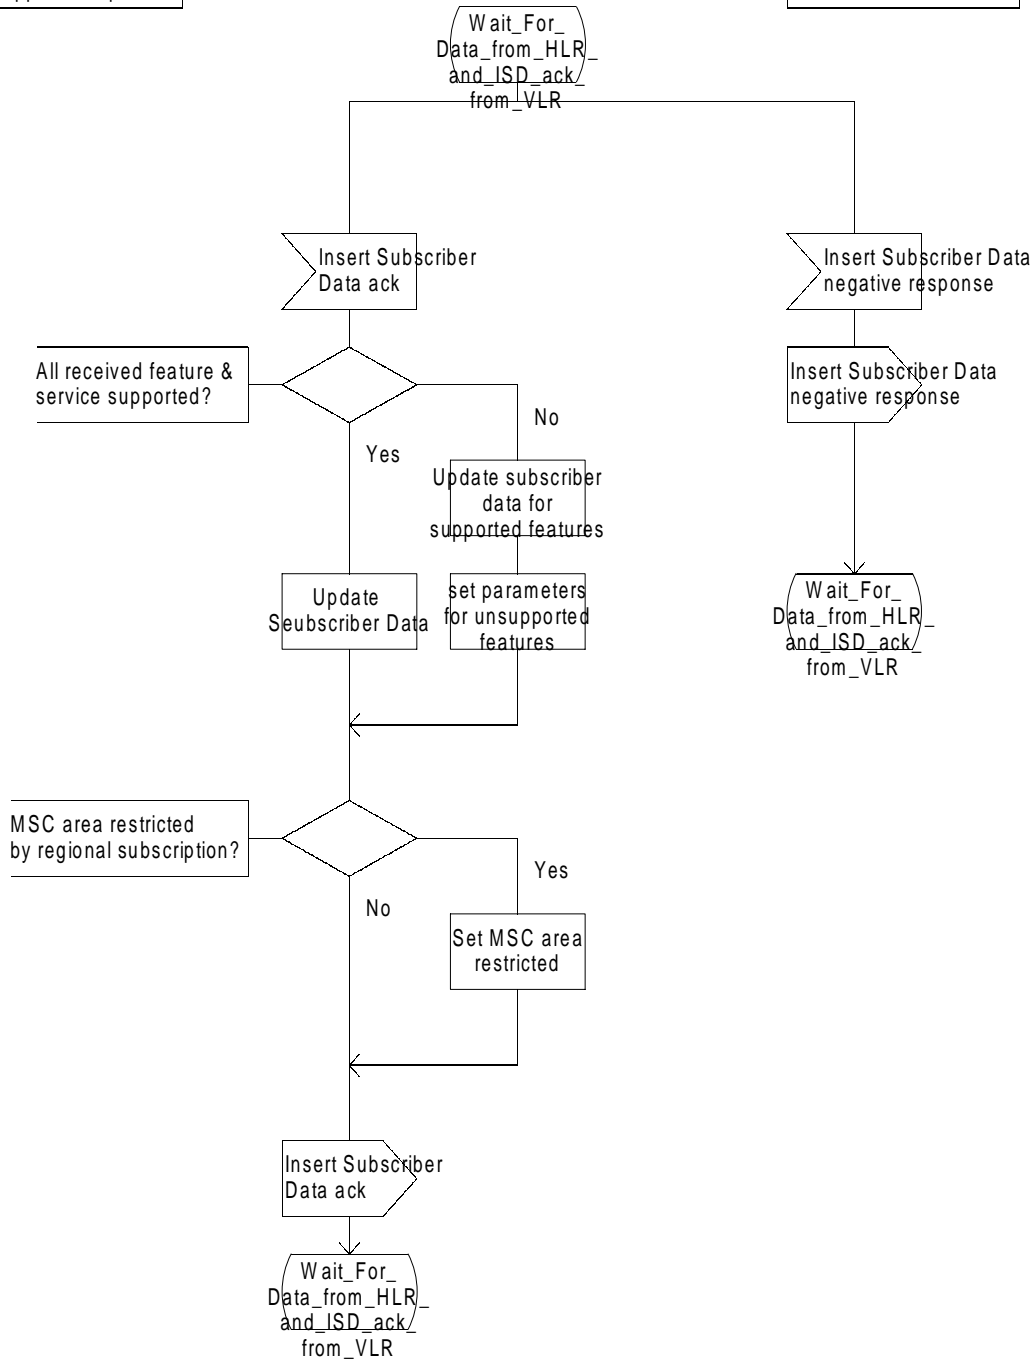 Wait_For_
Data_from_HLR_
and_ISD_ack_
from_VLR
Insert Subscriber
Data ack
Insert Subscriber Data
negative response
All received feature &
service supported?
Insert Subscriber Data
negative response
No
Yes
Update subscriber
data for
supported features
Update
Seubscriber Data
set parameters
for unsupported
features
Wait_For_
Data_from_HLR_
and_ISD_ack_
from_VLR
MSC area restricted
by regional subscription?
Yes
No
Set MSC area
restricted
Insert Subscriber
Data ack
Wait_For_
Data_from_HLR_
and_ISD_ack_
from_VLR